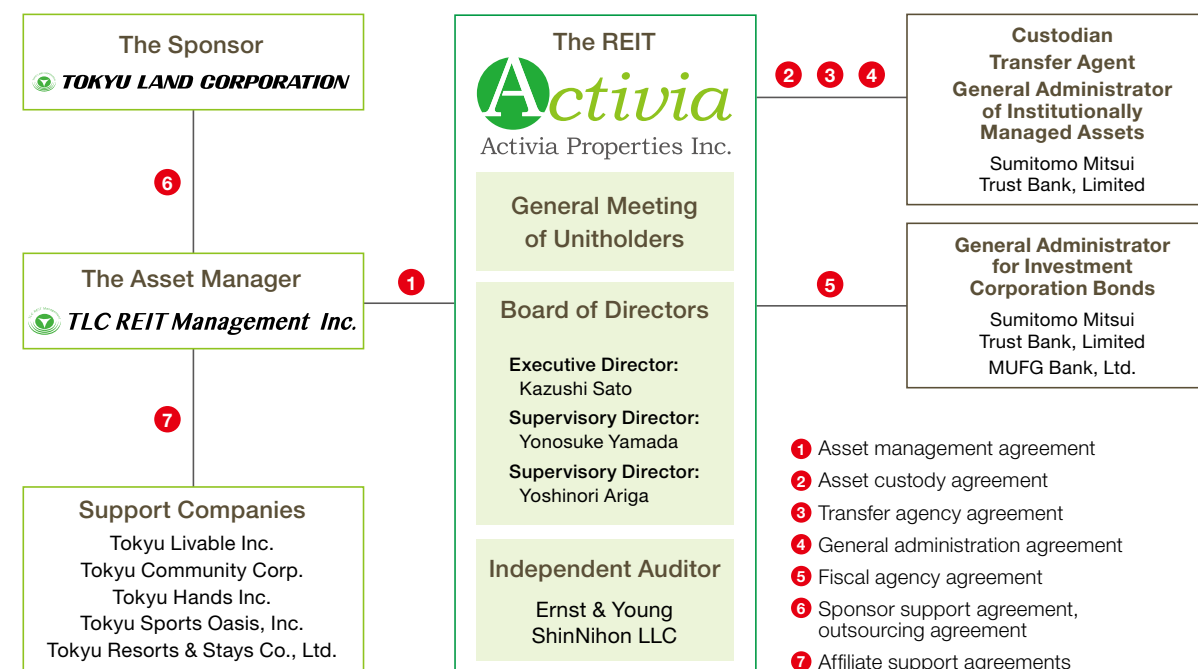 The Sponsor
TOKYU LAND CORPORATION
6
The Asset Manager
TLC REIT Management Inc.
7
Support Companies
Tokyu Livable Inc.
Tokyu Community Corp.
Tokyu Hands Inc.
Tokyu Sports Oasis, Inc.
Tokyu Resorts & Stays Co., Ltd.
1
The REIT
Activia
Activia Properties Inc.
General Meeting
of Unitholders
Board of Directors
Executive Director:
Kazushi Sato
Supervisory Director:
Yonosuke Yamada
Supervisory Director:
Yoshinori Ariga
Independent Auditor
Ernst & Young
ShinNihon LLC
2 3 4
Custodian
Transfer Agent
General Administrator
of Institutionally
Managed Assets
Sumitomo Mitsui
Trust Bank, Limited
5
General Administrator
for Investment
Corporation Bonds
Sumitomo Mitsui
Trust Bank, Limited
MUFG Bank, Ltd.
1 Asset management agreement
2 Asset custody agreement
3 Transfer agency agreement
4 General administration agreement
5 Fiscal agency agreement
6 Sponsor support agreement,
outsourcing agreement
7 Affiliate support agreements